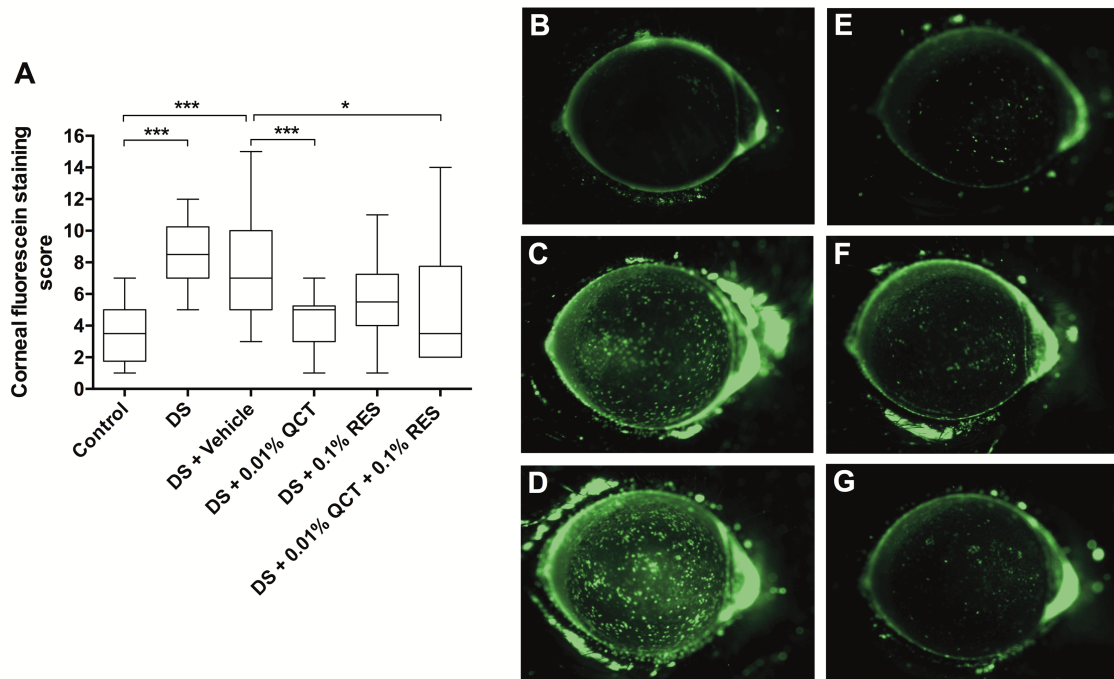 A
Corneal fluorescein staining
score
***
*
***
***
16
14
12
10
8
6
4
2
0
Control
DS
DS + Vehicle
DS + 0.01% QCT
DS + 0.1% RES
DS + 0.01% QCT + 0.1% RES
B
E
C
F
D
G